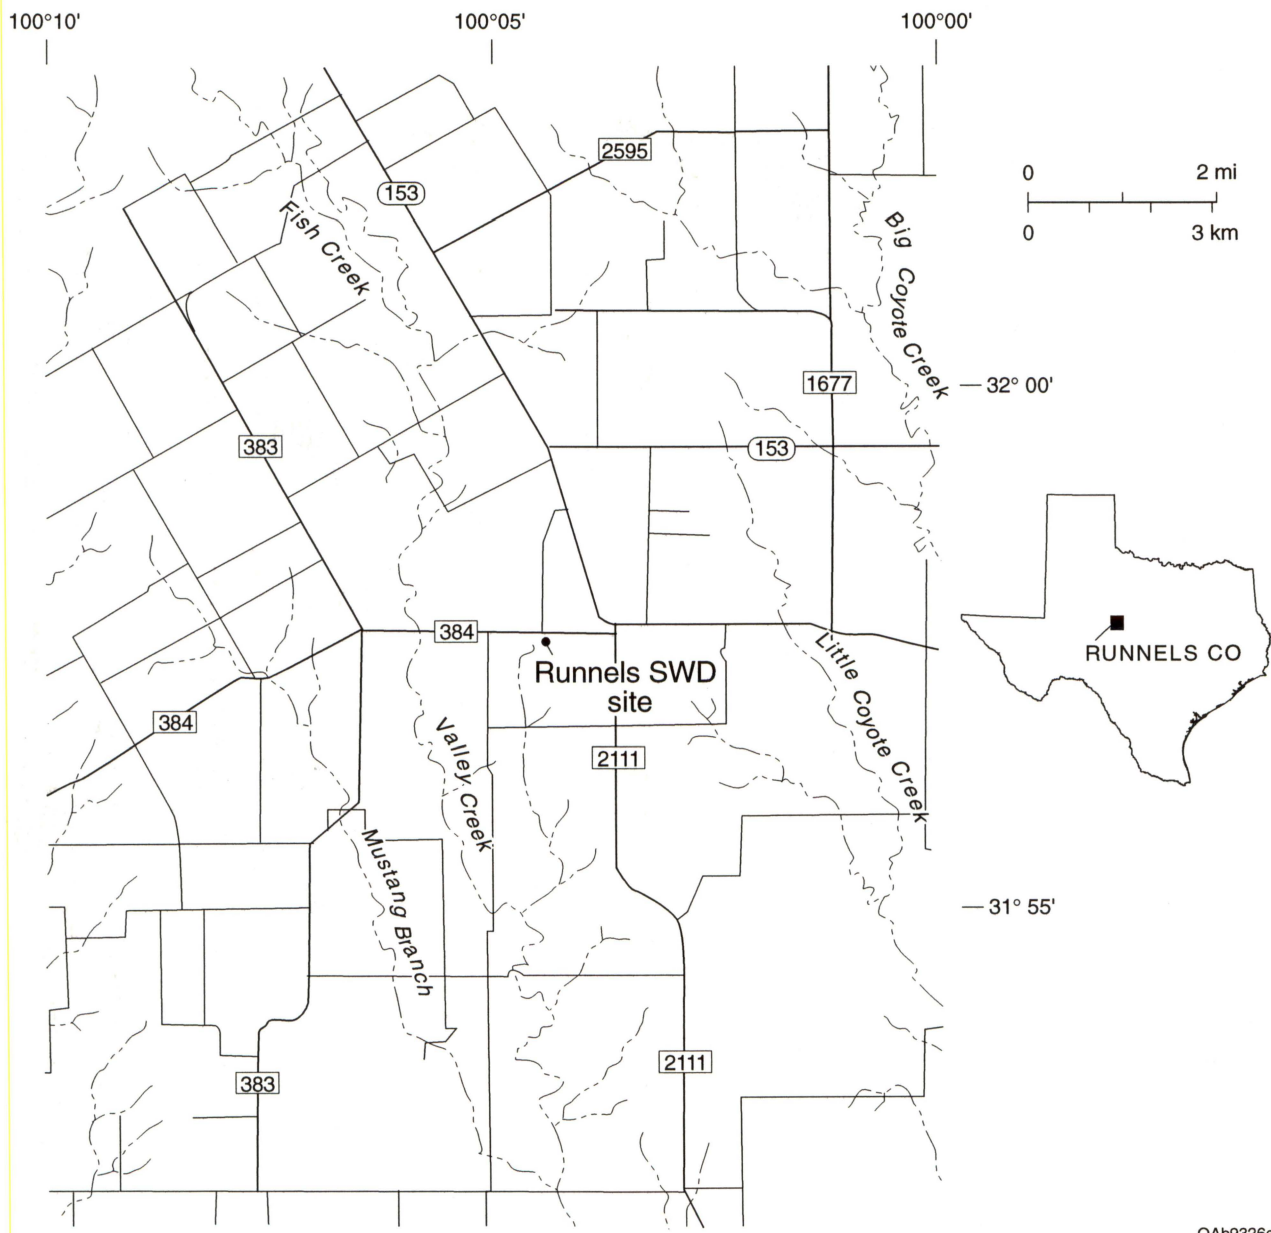 100°10'
100°05'
100°00'
2595
0
2 mi
153
0
3 km
Fish Creek
Big Coyote Creek
1677
32° 00'
383
153
384
Runnels SWD
site
RUNNELS CO
Little Coyote Creek
384
Valley Creek
2111
Mustang Branch
31° 55'
2111
383